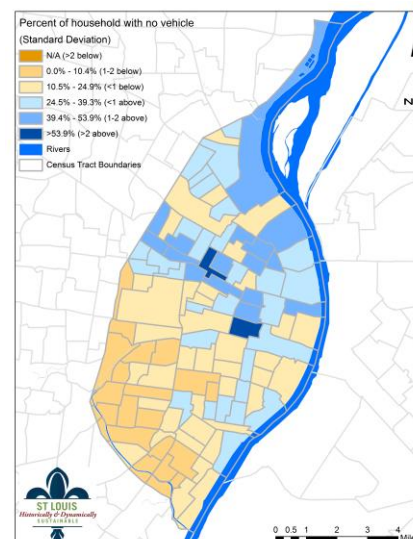 Percent of household with no vehicle
(Standard Deviation)
N/A (>2 below)
0.0% - 10.4% (1-2 below)
10.5% - 24.9% (<1 below)
24.5% - 39.3% (<1 above)
39.4% - 53.9% (1-2 above)
>53.9% (>2 above)
Rivers
Census Tract Boundaries
N
ST LOUIS
Historically & Dynamically
SUSTAINABLE
0 0.5 1 2 3 4
Mile